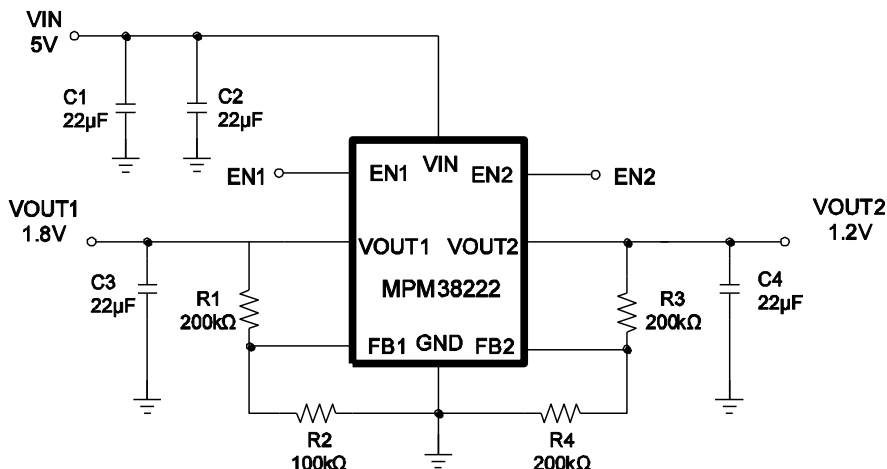 VIN
5V
C1
22µF
C2
22µF
EN1
EN1
VIN
EN2
EN2
VOUT1
1.8V
VOUT1
VOUT2
VOUT2
1.2V
MPM38222
C3
22µF
R1
200kΩ
R3
200kΩ
C4
22µF
FB1
GND
FB2
R2
100kΩ
R4
200kΩ